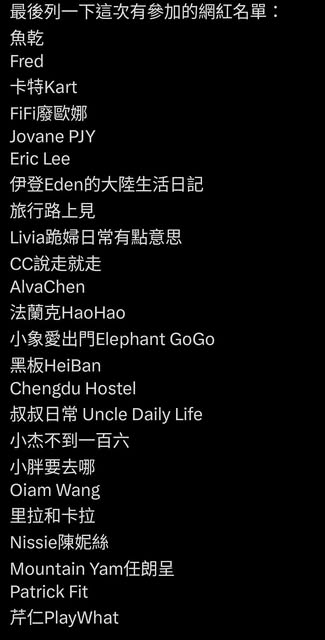 最後列一下這次有參加的網紅名單：
魚乾
Fred
卡特Kart
FiFi廢歐娜
Jovane PJY
Eric Lee
伊登Eden的大陸生活日記
旅行路上見
Livia跪婦日常有點意思
CC說走就走
AlvaChen
法蘭克HaoHao
小象愛出門Elephant GoGo
黑板HeiBan
Chengdu Hostel
叔叔日常 Uncle Daily Life
小杰不到一百六
小胖要去哪
Oiam Wang
里拉和卡拉
Nissie陳妮絲
Mountain Yam任朗呈
Patrick Fit
芹仁PlayWhat